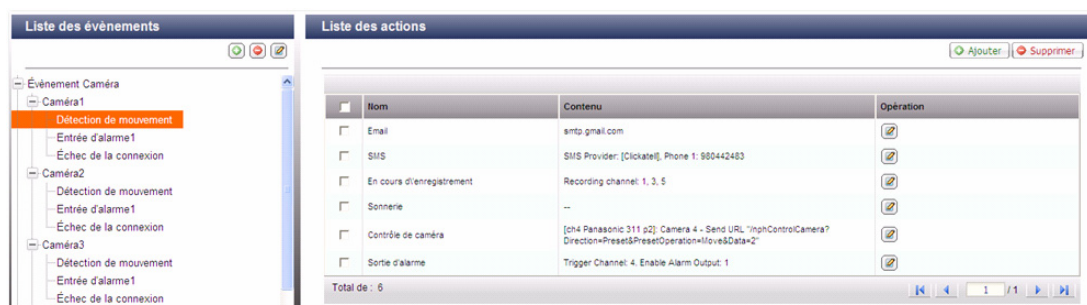 Liste des évènements
Évènement Caméra
Caméra1
Détection de mouvement
Entrée d'alarme1
Échec de la connexion
Caméra2
Détection de mouvement
Entrée d'alarme1
Échec de la connexion
Caméra3
Détection de mouvement
Entrée d'alarme1
Échec de la connexion
Liste des actions
Ajouter Supprimer
Nom Contenu Opération
Email smtp.gmail.com
SMS SMS Provider: [Clickatell], Phone 1: 980442483
En cours d\'enregistrement Recording channel: 1, 3, 5
Sonnerie --
Contrôle de caméra [ch4 Panasonic 311 p2]: Camera 4 - Send URL "/nphControlCamera?
Direction=Preset&PresetOperation=Move&Data=2"
Sortie d'alarme Trigger Channel: 4. Enable Alarm Output: 1
Total de : 6 1 / 1